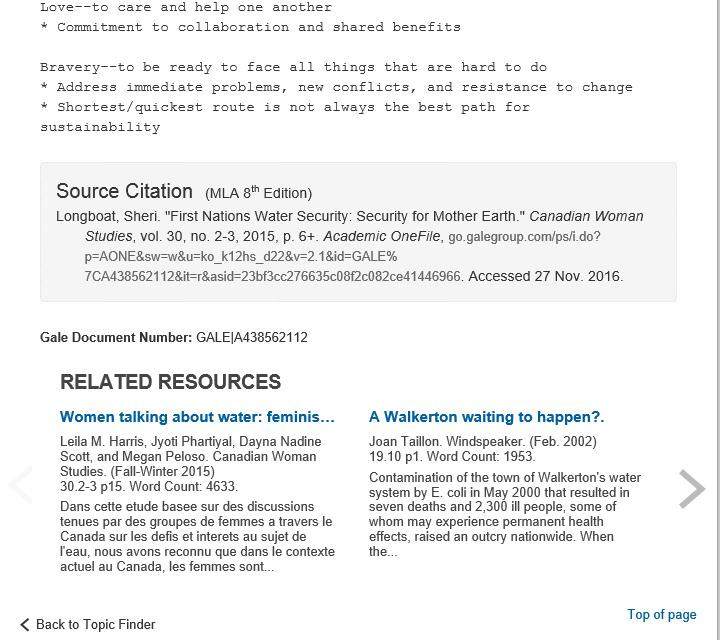 Love--to care and help one another
* Commitment to collaboration and shared benefits
Bravery--to be ready to face all things that are hard to do
* Address immediate problems, new conflicts, and resistance to change
* Shortest/quickest route is not always the best path for
sustainability
Source Citation (MLA 8th Edition)
Longboat, Sheri. "First Nations Water Security: Security for Mother Earth." Canadian Woman
Studies, vol. 30, no. 2-3, 2015, p. 6+. Academic OneFile, go.galegroup.com/ps/i.do?
p=AONE&sw=w&u=ko_k12hs_d22&v=2.1&id=GALE%
7CA438562112&it=r&asid=23bf3cc276635c08f2c082ce41446966. Accessed 27 Nov. 2016.
Gale Document Number: GALE|A438562112
RELATED RESOURCES
Women talking about water: feminis...
Leila M. Harris, Jyoti Phartiyal, Dayna Nadine
Scott, and Megan Peloso. Canadian Woman
Studies. (Fall-Winter 2015)
30.2-3 p15. Word Count: 4633.
Dans cette etude basee sur des discussions
tenues par des groupes de femmes a travers le
Canada sur les defis et interets au sujet de
l'eau, nous avons reconnu que dans le contexte
actuel au Canada, les femmes sont...
A Walkerton waiting to happen?.
Joan Taillon. Windspeaker. (Feb. 2002)
19.10 p1. Word Count: 1953.
Contamination of the town of Walkerton's water
system by E. coli in May 2000 that resulted in
seven deaths and 2,300 ill people, some of
whom may experience permanent health
effects, raised an outcry nationwide. When
the...
Top of page
Back to Topic Finder